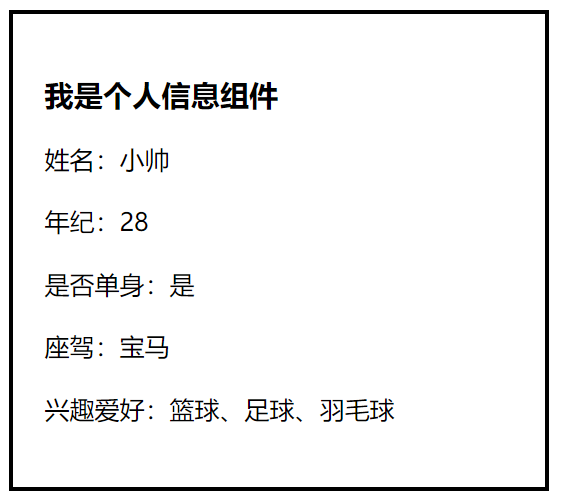 我是个人信息组件
姓名：小帅
年纪：28
是否单身：是
座驾：宝马
兴趣爱好：篮球、足球、羽毛球